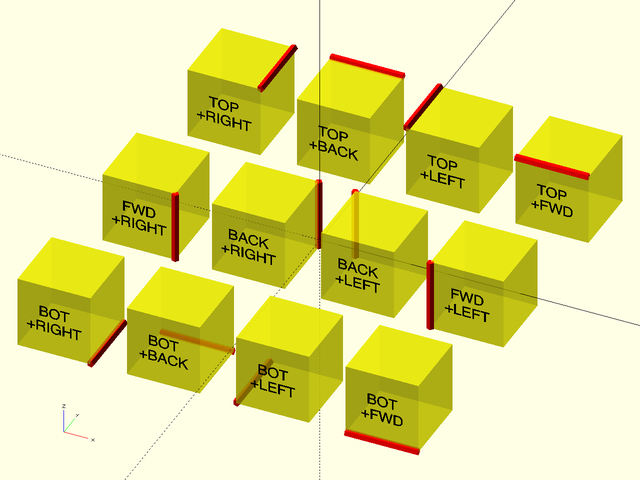 TOP
+RIGHT
TOP
+BACK
TOP
+LEFT
TOP
+FWD
FWD
+RIGHT
BACK
+RIGHT
BACK
+LEFT
FWD
+LEFT
BOT
+RIGHT
BOT
+BACK
BOT
+LEFT
BOT
+FWD
z
y
x